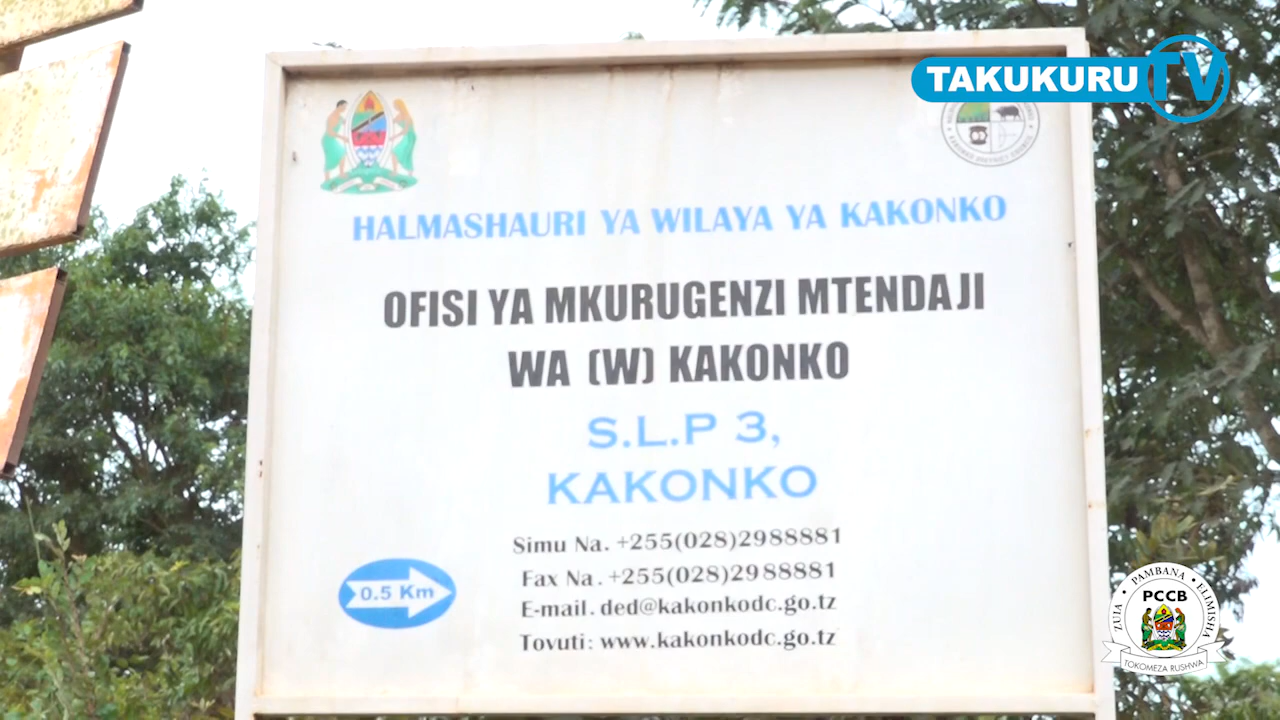 TAKUKURU TV
HALMASHAURI YA WILAYA YA KAKONKO
OFISI YA MKURUGENZI MTENDAJI
WA (W) KAKONKO
S.L.P 3,
KAKONKO
Simu Na. +255(028)2988881
Fax Na. +255(028)2988881
E-mail. ded@kakonkodc.go.tz
Tovuti: www.kakonkodc.go.tz
0.5 Km
ZUIA • PAMBANA • ELIMISHA
PCCB
TOKOMEZA RUSHWA